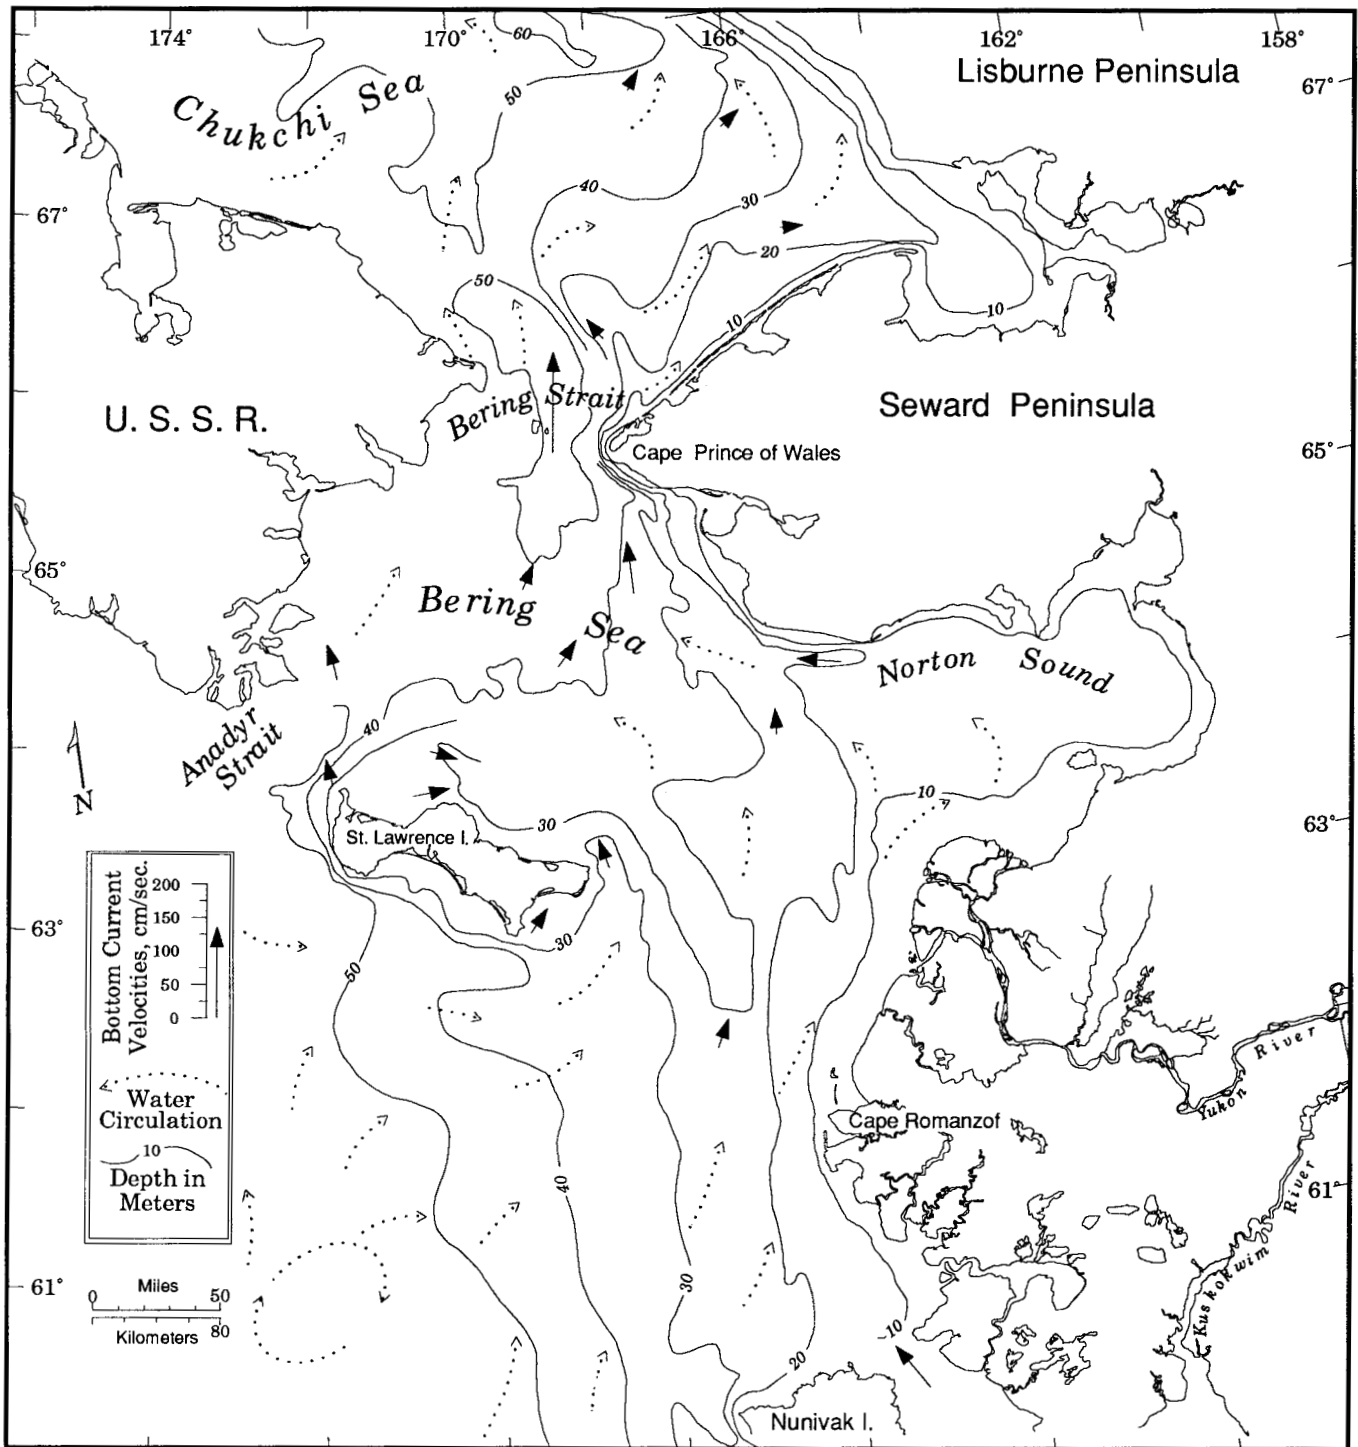 174°
170°
166°
162°
158°
60
Lisburne Peninsula
67°
Chukchi Sea
50
40
30
67°
20
50
10
10
U. S. S. R.
Bering Strait
Seward Peninsula
Cape Prince of Wales
65°
65°
Bering
Sea
Norton Sound
Anadyr
Strait
40
N
10
63°
30
St. Lawrence I.
Bottom Current
Velocities, cm/sec.
200
150
100
50
0
63°
30
50
Water
Circulation
10
Depth in
Meters
Yukon River
Cape Romanzof
61°
40
30
Kuskokwim River
61°
Miles
0 50
Kilometers 80
10
20
Nunivak I.